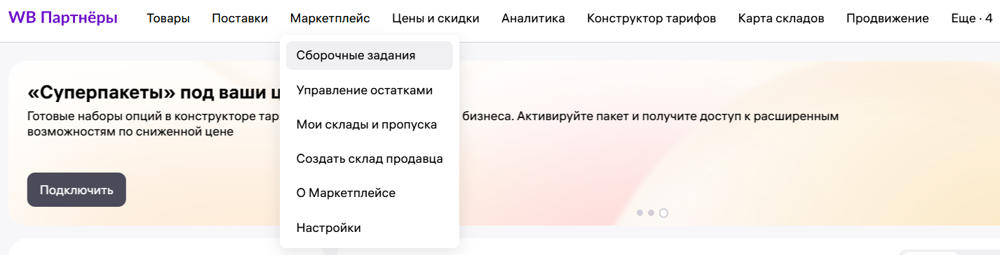 WB Партнёры Товары Поставки Маркетплейс Цены и скидки Аналитика Конструктор тарифов Карта складов Продвижение Еще · 4
Сборочные задания
Управление остатками
Мои склады и пропуска
Создать склад продавца
О Маркетплейсе
Настройки
«Суперпакеты» под ваши ц
Готовые наборы опций в конструкторе тар бизнеса. Активируйте пакет и получите доступ к расширенным
возможностям по сниженной цене
Подключить